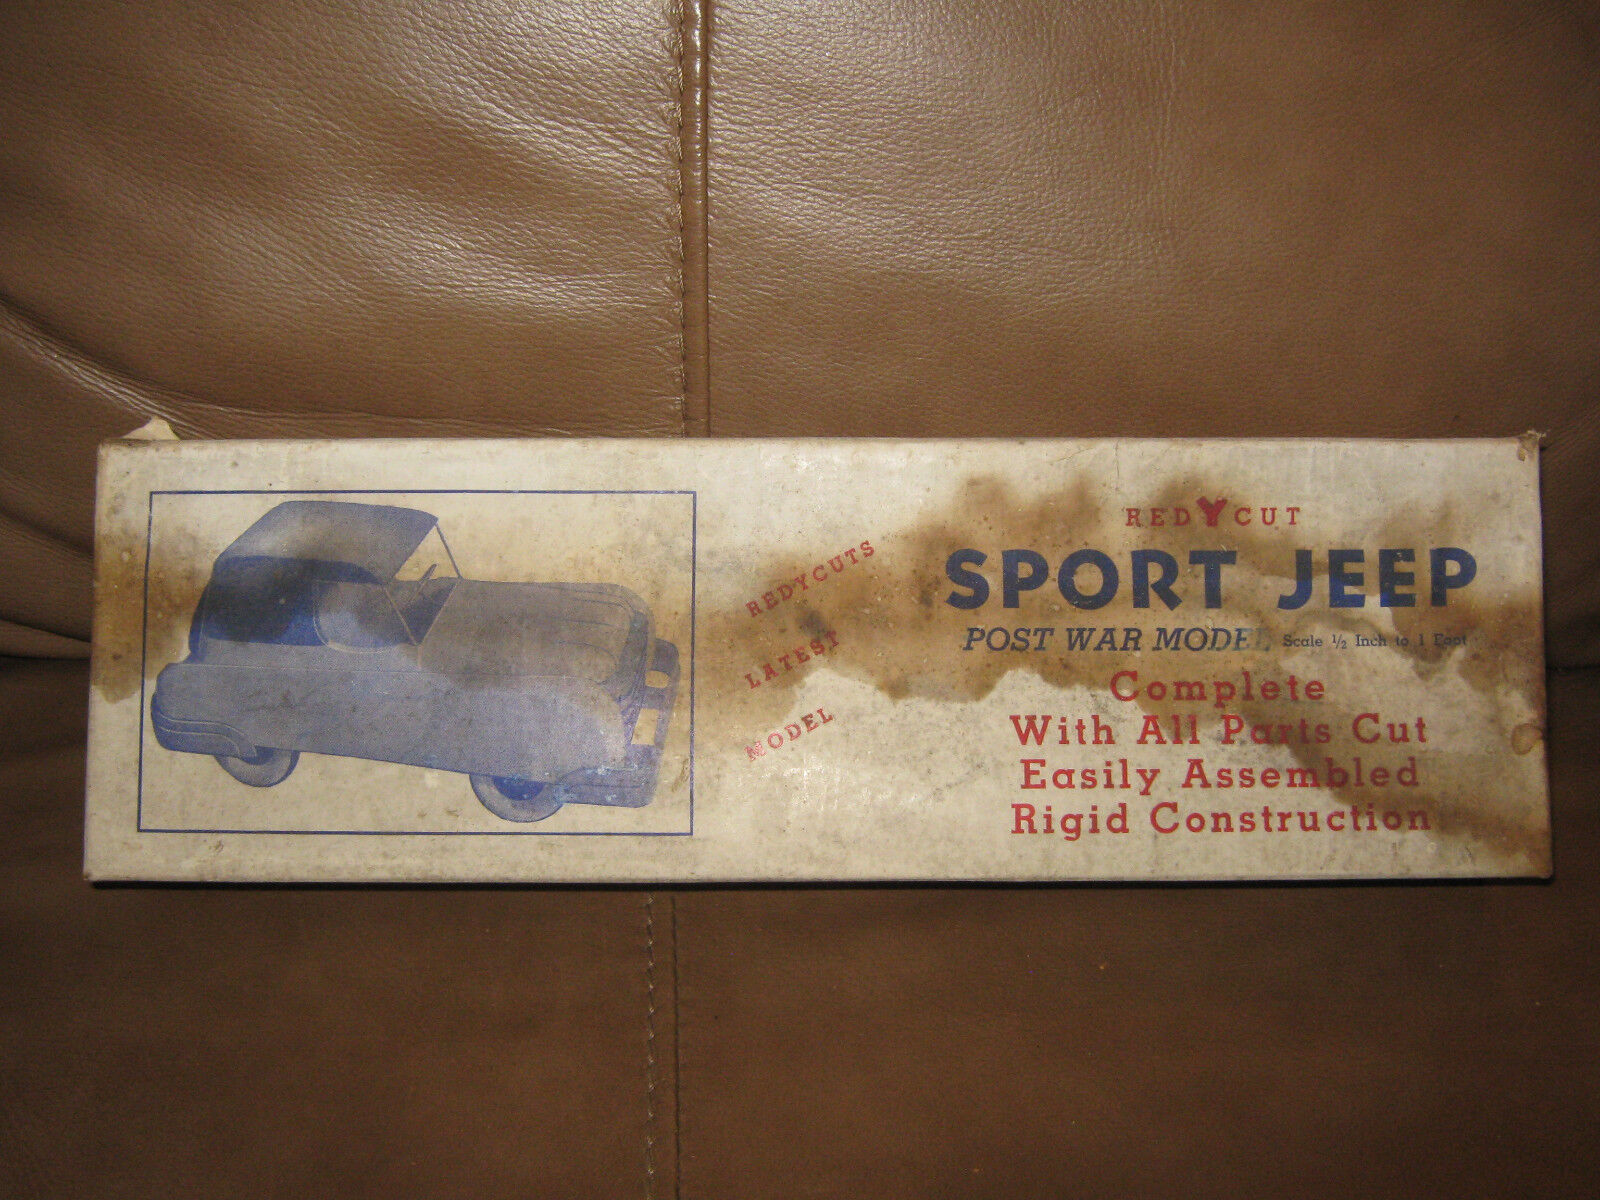 REDYCUTS
LATEST
MODEL
REDYCUT
SPORT JEEP
POST WAR MODEL Scale ½ Inch to 1 Foot
Complete
With All Parts Cut
Easily Assembled
Rigid Construction